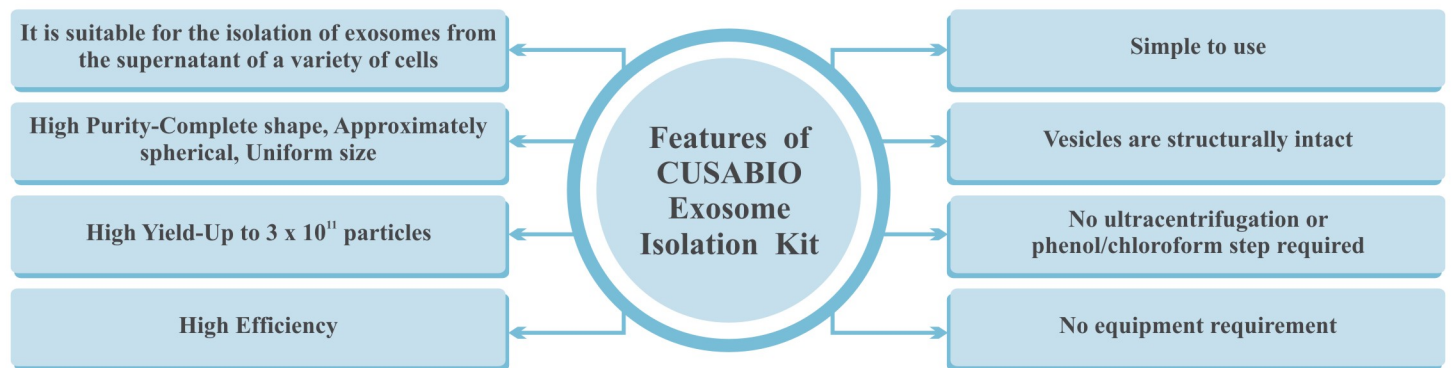 It is suitable for the isolation of exosomes from
the supernatant of a variety of cells
High Purity-Complete shape, Approximately
spherical, Uniform size
High Yield-Up to 3 x 10¹¹ particles
High Efficiency
Features of
CUSABIO
Exosome
Isolation Kit
Simple to use
Vesicles are structurally intact
No ultracentrifugation or
phenol/chloroform step required
No equipment requirement